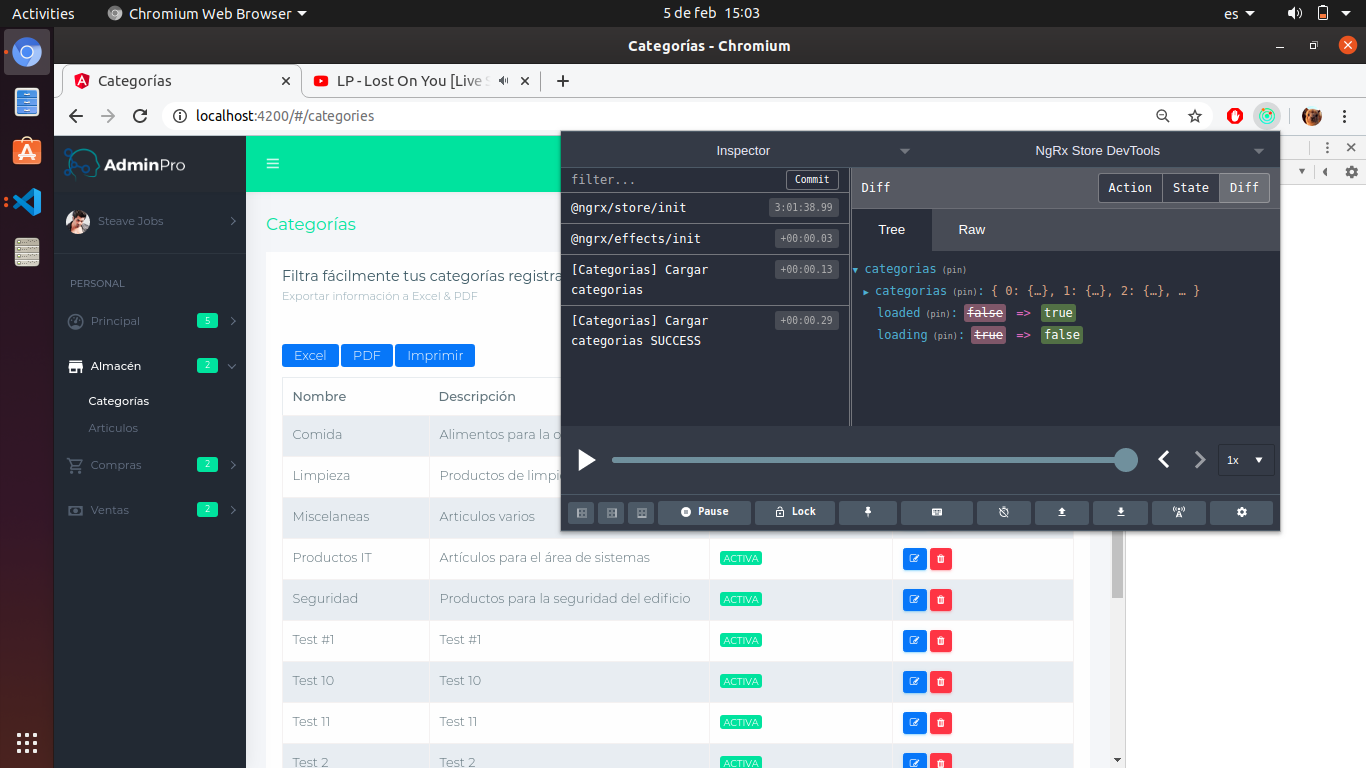 Activities
Chromium Web Browser
5 de feb 15:03
es
Categorías - Chromium
Categorías
LP - Lost On You [Live S
localhost:4200/#/categories
AdminPro
Steave Jobs
PERSONAL
Principal 5
Almacén 2
Categorías
Articulos
Compras 2
Ventas 2
Categorías
Filtra fácilmente tus categorías registra
Exportar información a Excel & PDF
Excel PDF Imprimir
Nombre Descripción
Comida Alimentos para la o
Limpieza Productos de limpi
Miscelaneas Articulos varios
Productos IT Artículos para el área de sistemas ACTIVA
Seguridad Productos para la seguridad del edificio ACTIVA
Test #1 Test #1 ACTIVA
Test 10 Test 10 ACTIVA
Test 11 Test 11 ACTIVA
Test 2 Test 2 ACTIVA
Inspector
NgRx Store DevTools
filter... Commit
@ngrx/store/init 3:01:38.99
@ngrx/effects/init +00:00.03
[Categorias] Cargar +00:00.13
categorias
[Categorias] Cargar +00:00.29
categorias SUCCESS
Diff Action State Diff
Tree Raw
categorias (pin)
categorias (pin): { 0: {…}, 1: {…}, 2: {…}, … }
loaded (pin): false => true
loading (pin): true => false
1x
Pause Lock